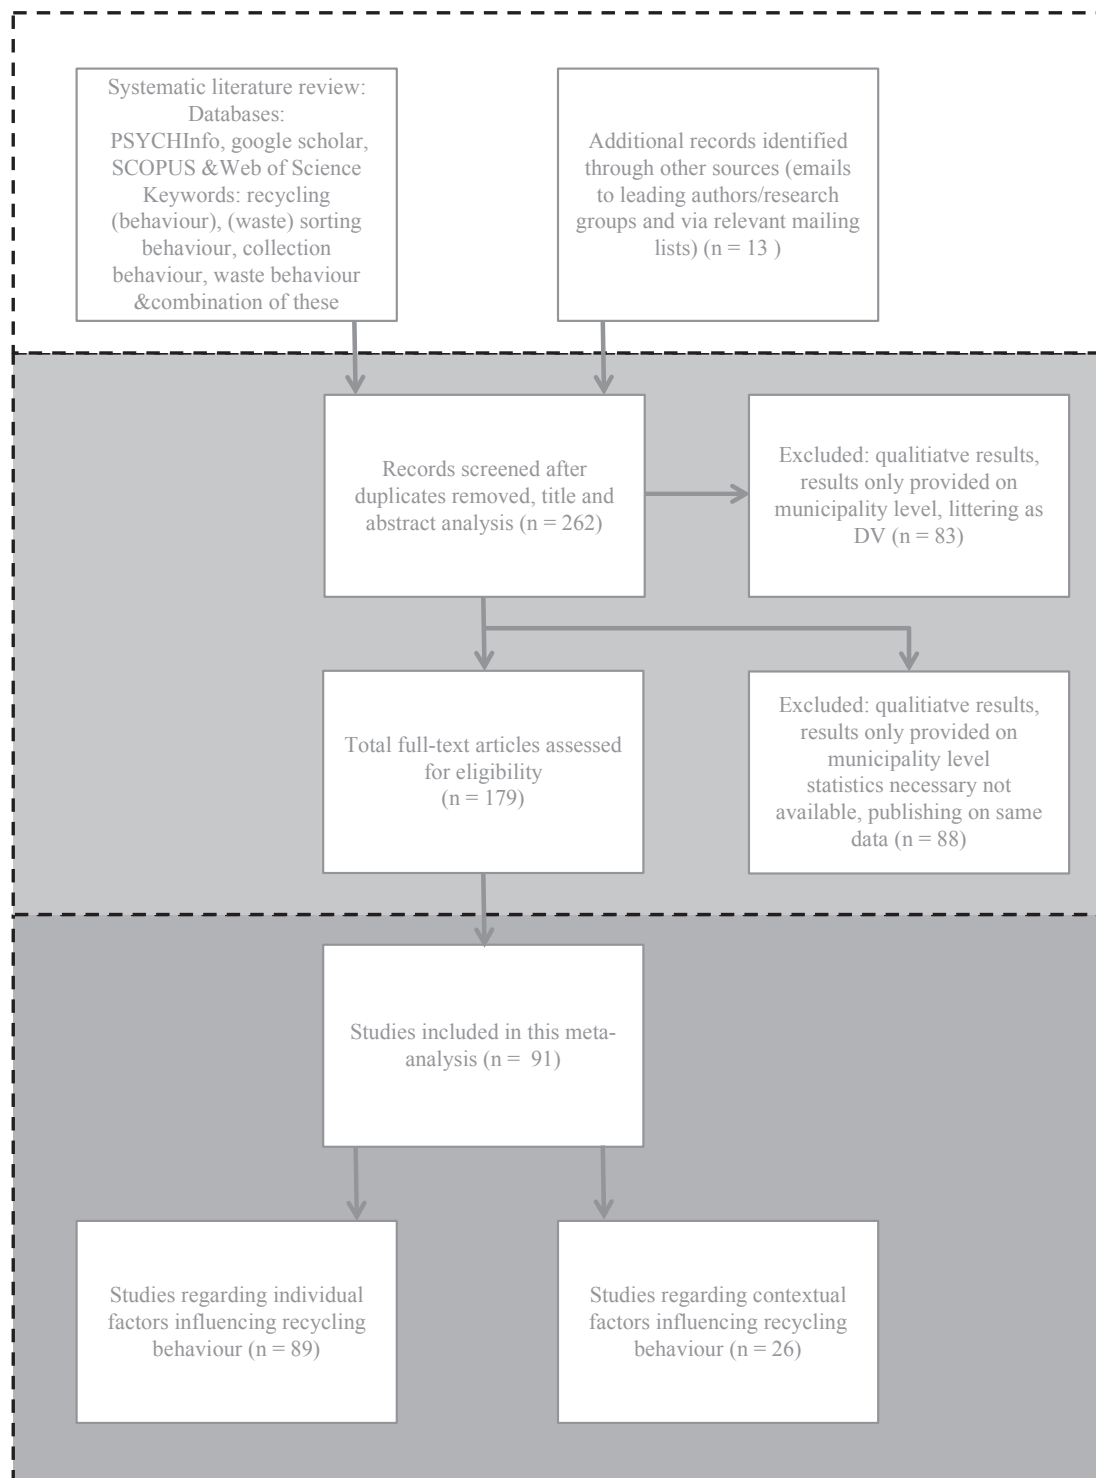 Systematic literature review:
Databases:
PSYCHInfo, google scholar,
SCOPUS &Web of Science
Keywords: recycling
(behaviour), (waste) sorting
behaviour, collection
behaviour, waste behaviour
&combination of these
Additional records identified
through other sources (emails
to leading authors/research
groups and via relevant mailing
lists) (n = 13 )
Records screened after
duplicates removed, title and
abstract analysis (n = 262)
Excluded: qualitiatve results,
results only provided on
municipality level, littering as
DV (n = 83)
Total full-text articles assessed
for eligibility
(n = 179)
Excluded: qualitiatve results,
results only provided on
municipality level
statistics necessary not
available, publishing on same
data (n = 88)
Studies included in this meta-
analysis (n =  91)
Studies regarding individual
factors influencing recycling
behaviour (n = 89)
Studies regarding contextual
factors influencing recycling
behaviour (n = 26)